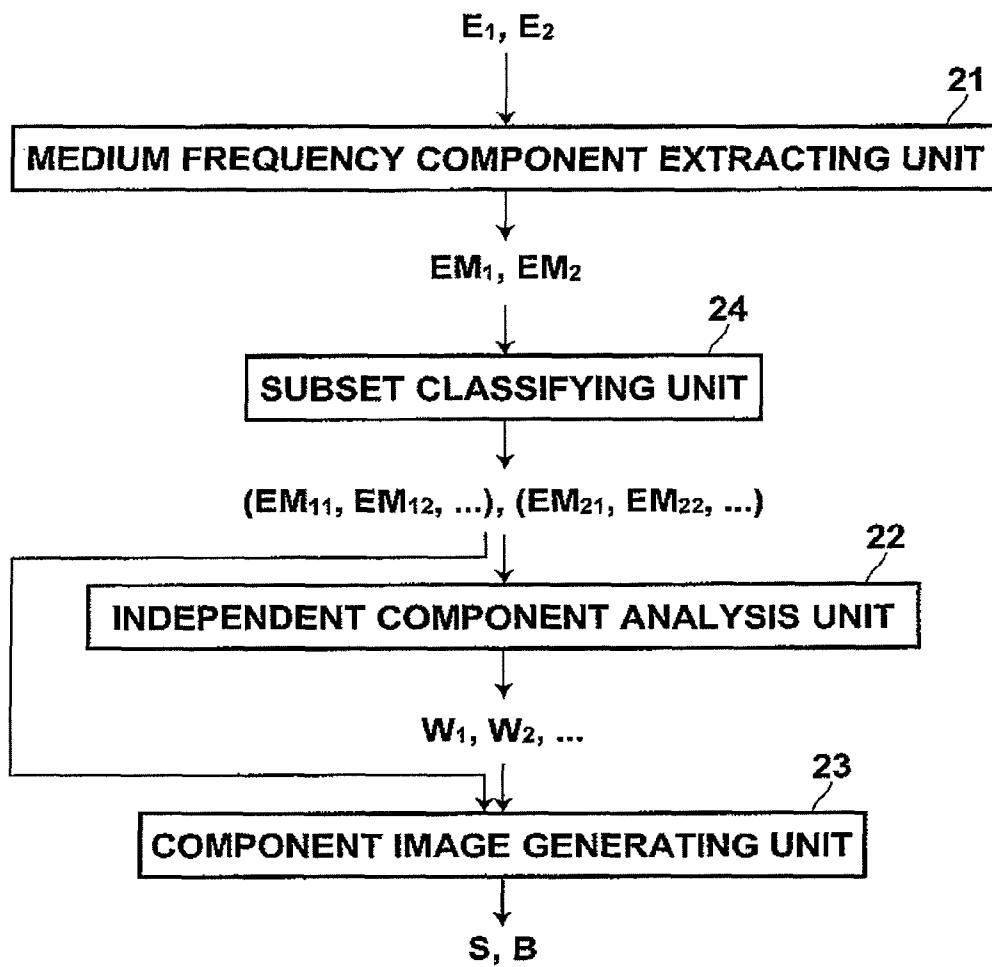 E₁, E₂
21
MEDIUM FREQUENCY COMPONENT EXTRACTING UNIT
EM₁, EM₂
24
SUBSET CLASSIFYING UNIT
(EM₁₁, EM₁₂, ...), (EM₂₁, EM₂₂, ...)
22
INDEPENDENT COMPONENT ANALYSIS UNIT
W₁, W₂, ...
23
COMPONENT IMAGE GENERATING UNIT
S, B